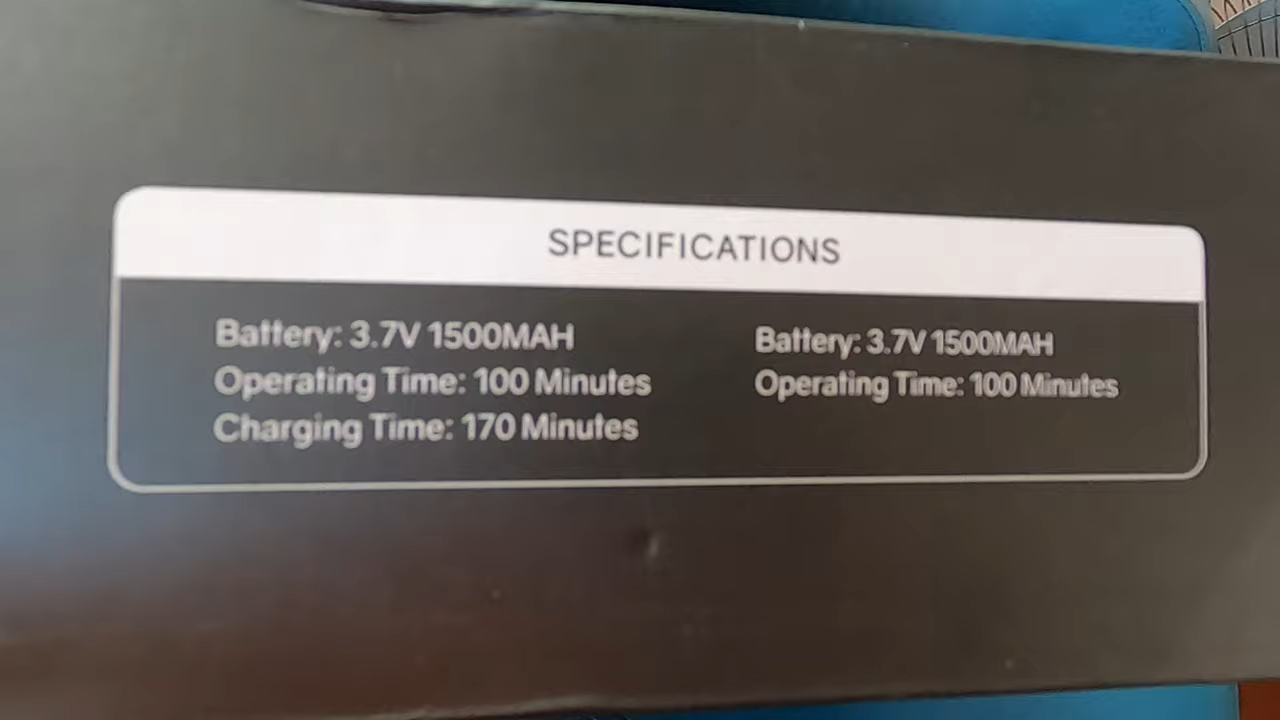 SPECIFICATIONS
Battery: 3.7V 1500MAH
Operating Time: 100 Minutes
Charging Time: 170 Minutes
Battery: 3.7V 1500MAH
Operating Time: 100 Minutes